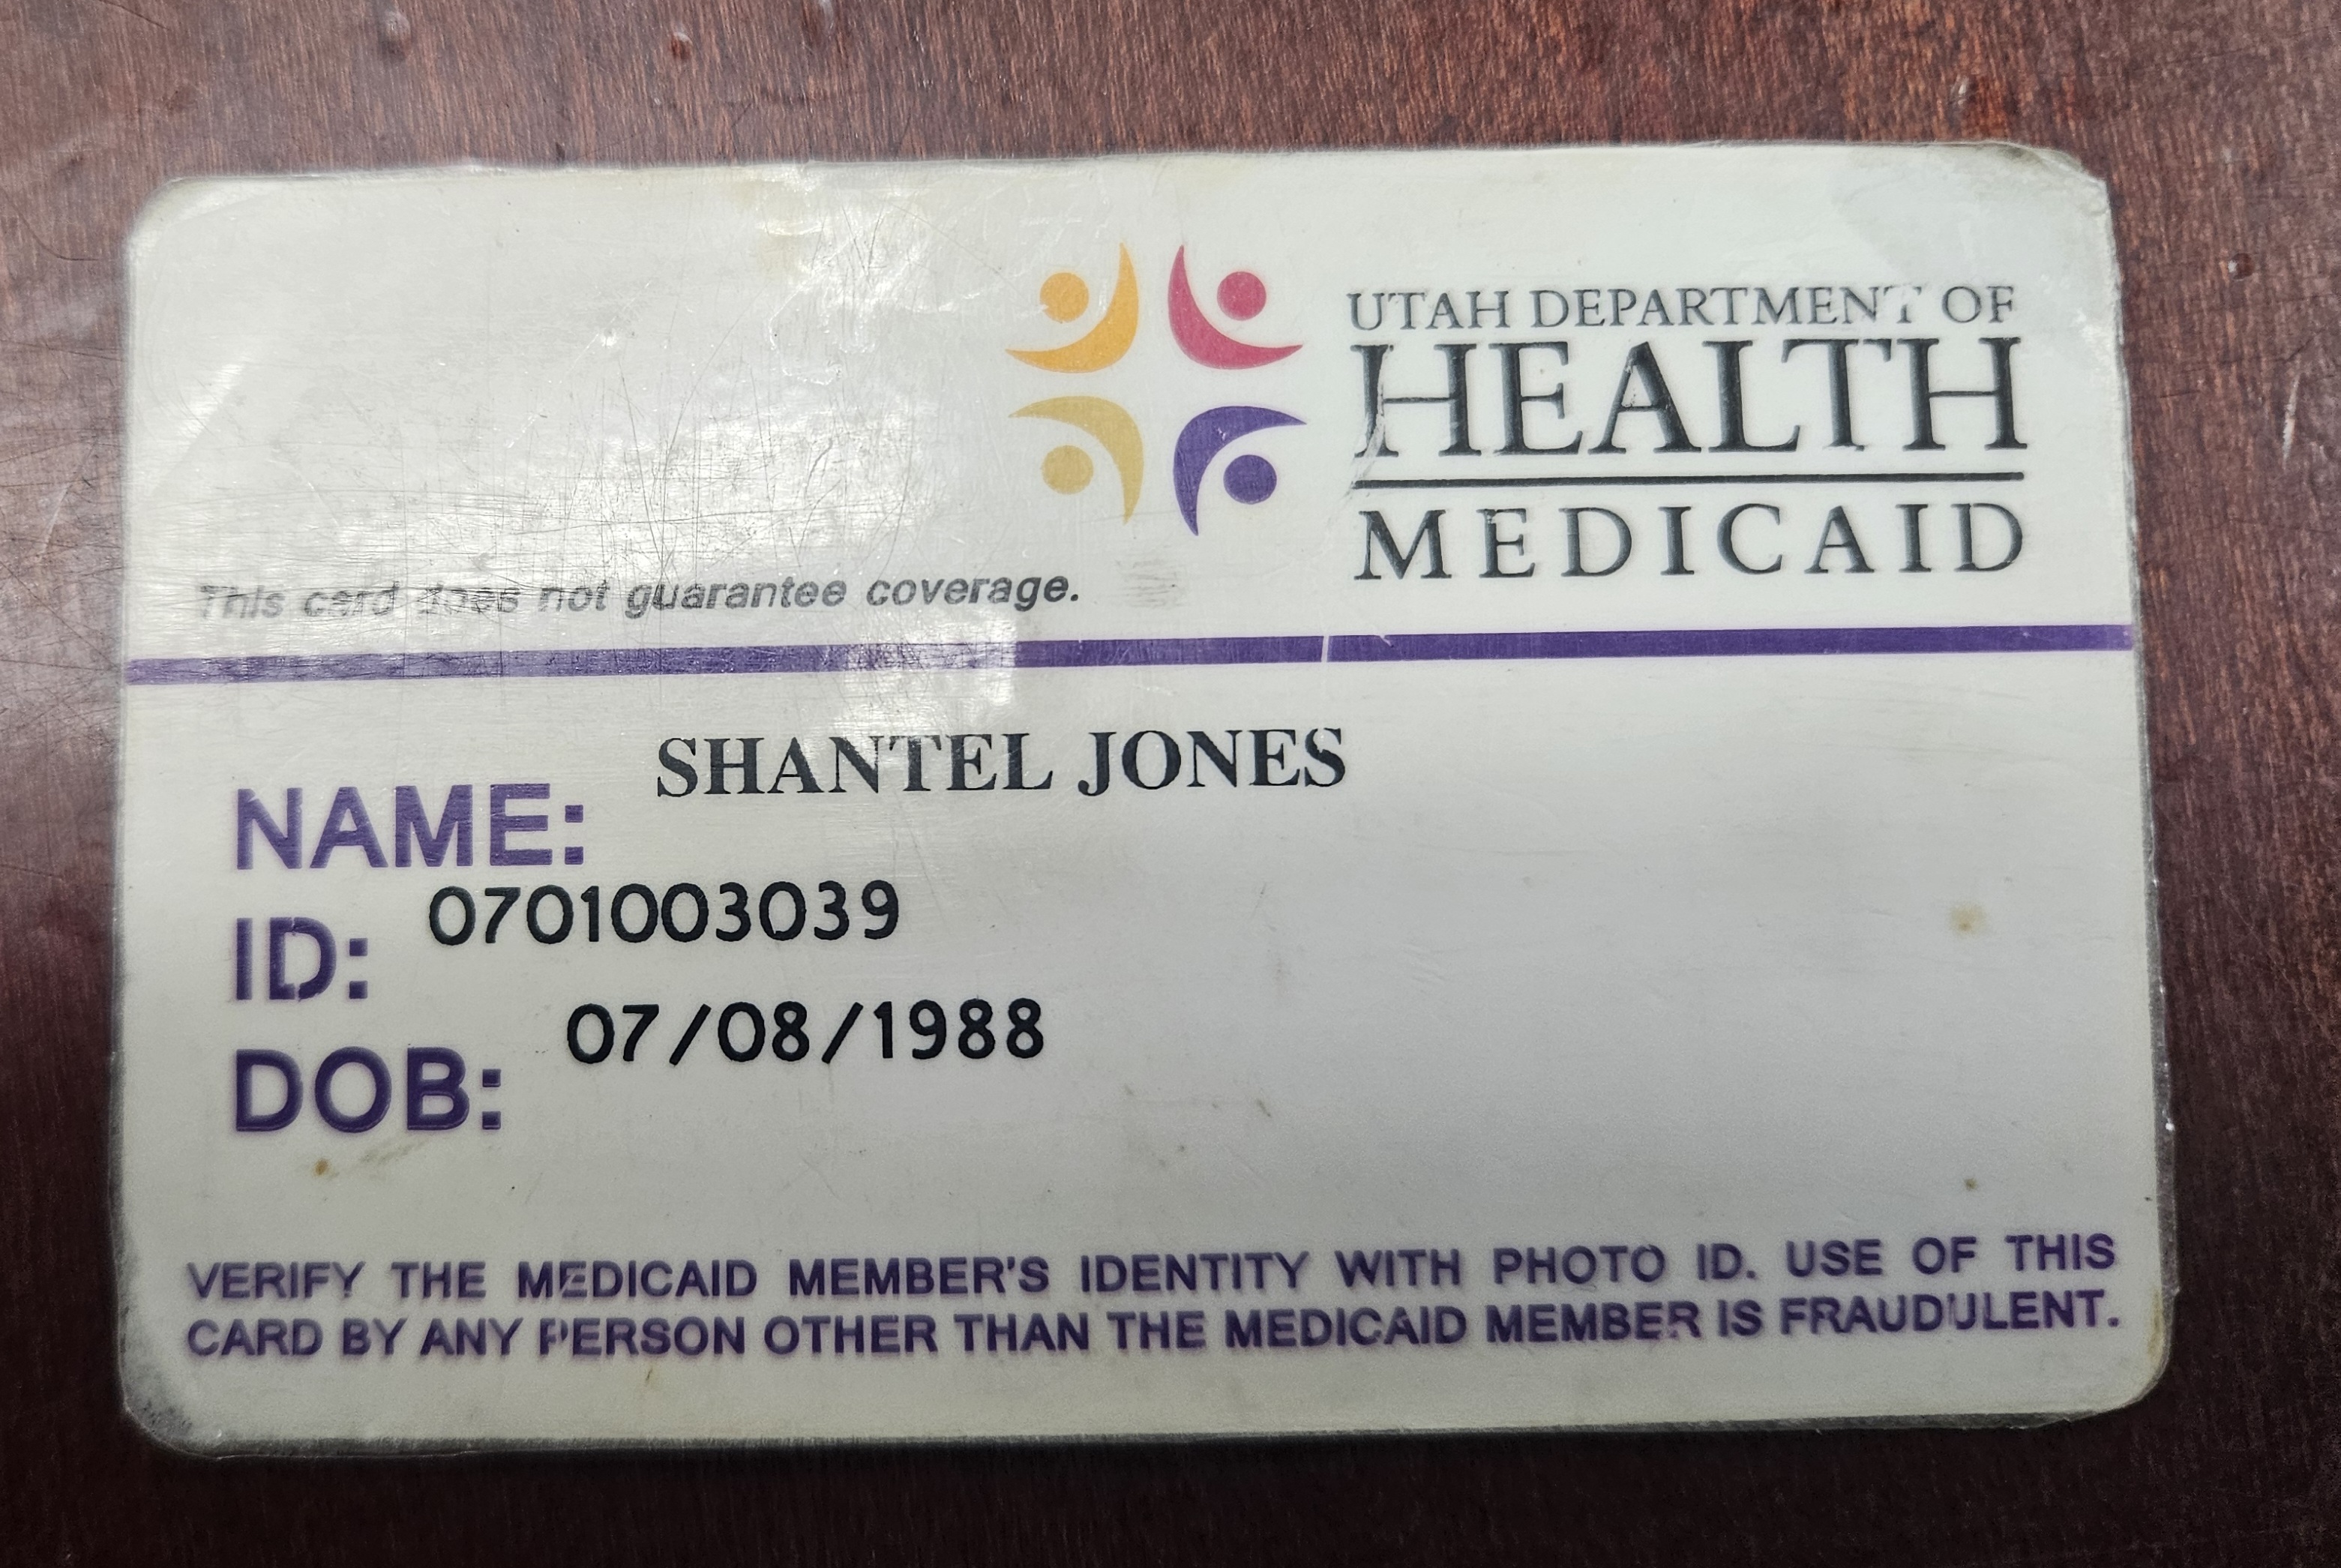 UTAH DEPARTMENT OF
HEALTH
MEDICAID
This card does not guarantee coverage.
NAME: SHANTEL JONES
ID: 0701003039
DOB: 07/08/1988
VERIFY THE MEDICAID MEMBER'S IDENTITY WITH PHOTO ID. USE OF THIS
CARD BY ANY PERSON OTHER THAN THE MEDICAID MEMBER IS FRAUDULENT.